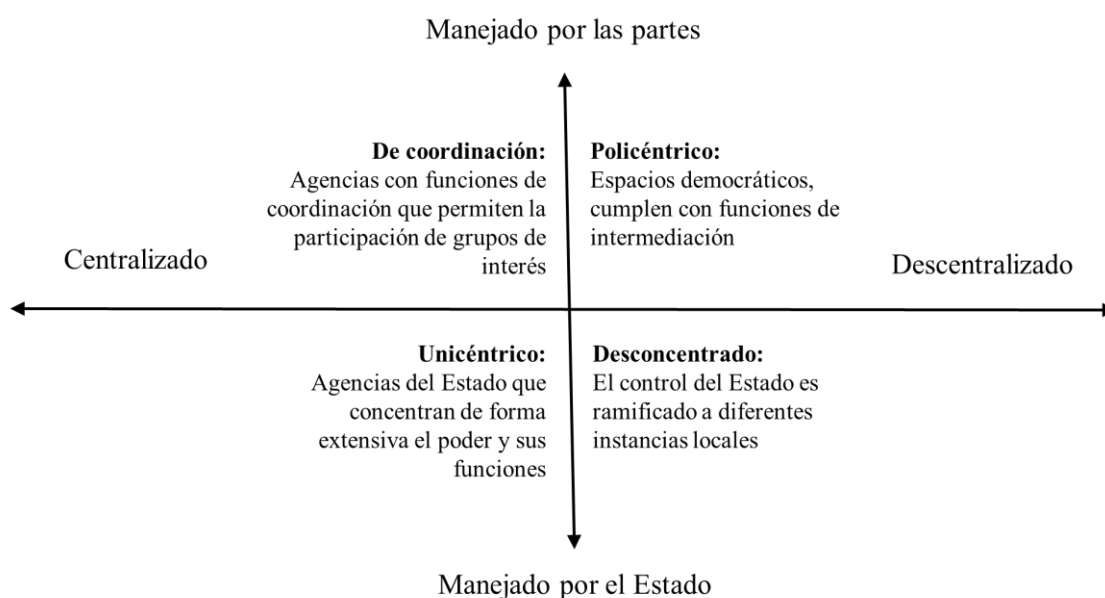 Manejado por las partes
De coordinación:
Agencias con funciones de
coordinación que permiten la
participación de grupos de
interés
Policéntrico:
Espacios democráticos,
cumplen con funciones de
intermediación
Centralizado
Descentralizado
Unicéntrico:
Agencias del Estado que
concentran de forma
extensiva el poder y sus
funciones
Desconcentrado:
El control del Estado es
ramificado a diferentes
instancias locales
Manejado por el Estado